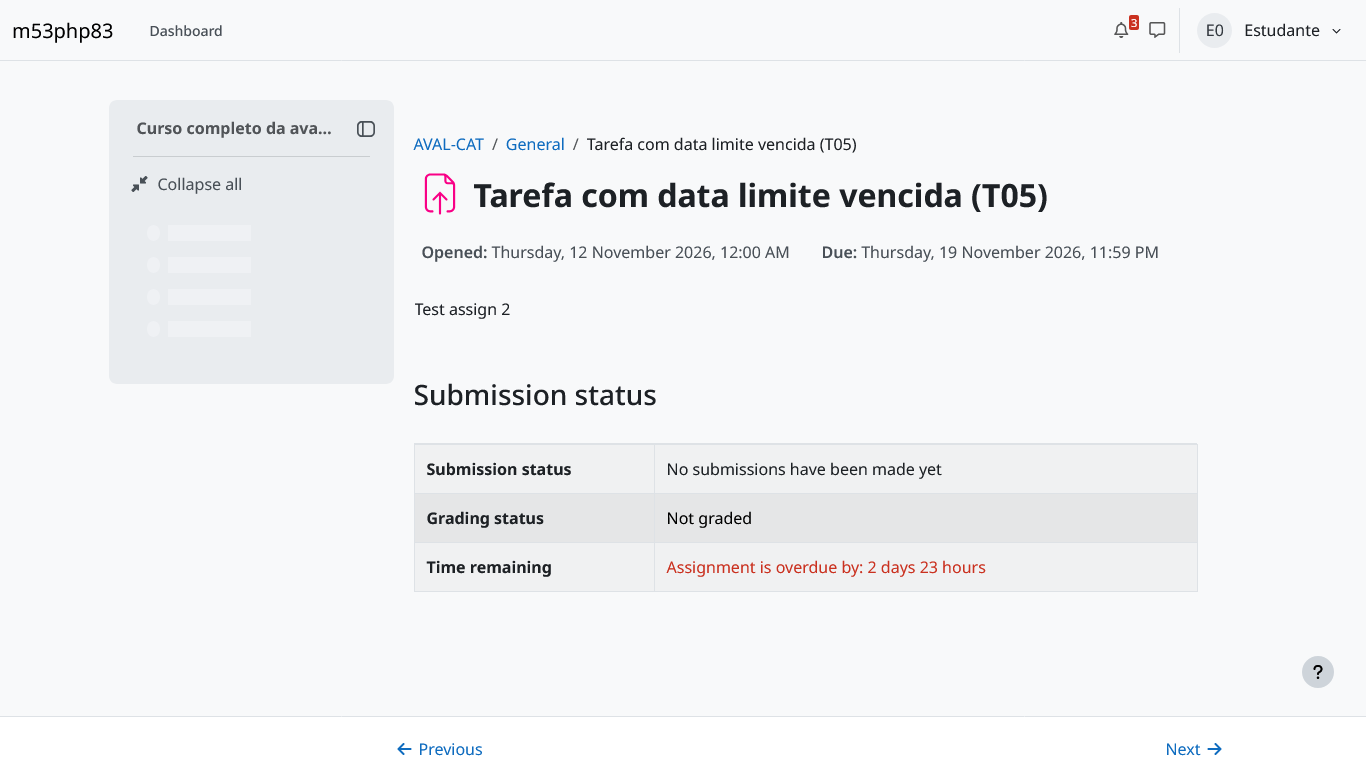 m53php83
Dashboard
3
E0
Estudante
Curso completo da ava...
Collapse all
AVAL-CAT / General / Tarefa com data limite vencida (T05)
Tarefa com data limite vencida (T05)
Opened: Thursday, 12 November 2026, 12:00 AM Due: Thursday, 19 November 2026, 11:59 PM
Test assign 2
Submission status
Submission status No submissions have been made yet
Grading status Not graded
Time remaining Assignment is overdue by: 2 days 23 hours
?
Previous
Next